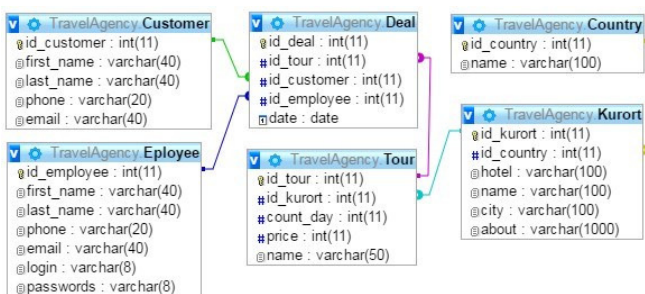 TravelAgency.Customer
id_customer : int(11)
first_name : varchar(40)
last_name : varchar(40)
phone : varchar(20)
email : varchar(40)
TravelAgency.Deal
id_deal : int(11)
id_tour : int(11)
id_customer : int(11)
id_employee : int(11)
date : date
TravelAgency.Country
id_country : int(11)
name : varchar(100)
TravelAgency.Eployee
id_employee : int(11)
first_name : varchar(40)
last_name : varchar(40)
phone : varchar(20)
email : varchar(40)
login : varchar(8)
passwords : varchar(8)
TravelAgency.Tour
id_tour : int(11)
id_kurort : int(11)
count_day : int(11)
price : int(11)
name : varchar(50)
TravelAgency.Kurort
id_kurort : int(11)
id_country : int(11)
hotel : varchar(100)
name : varchar(100)
city : varchar(100)
about : varchar(1000)